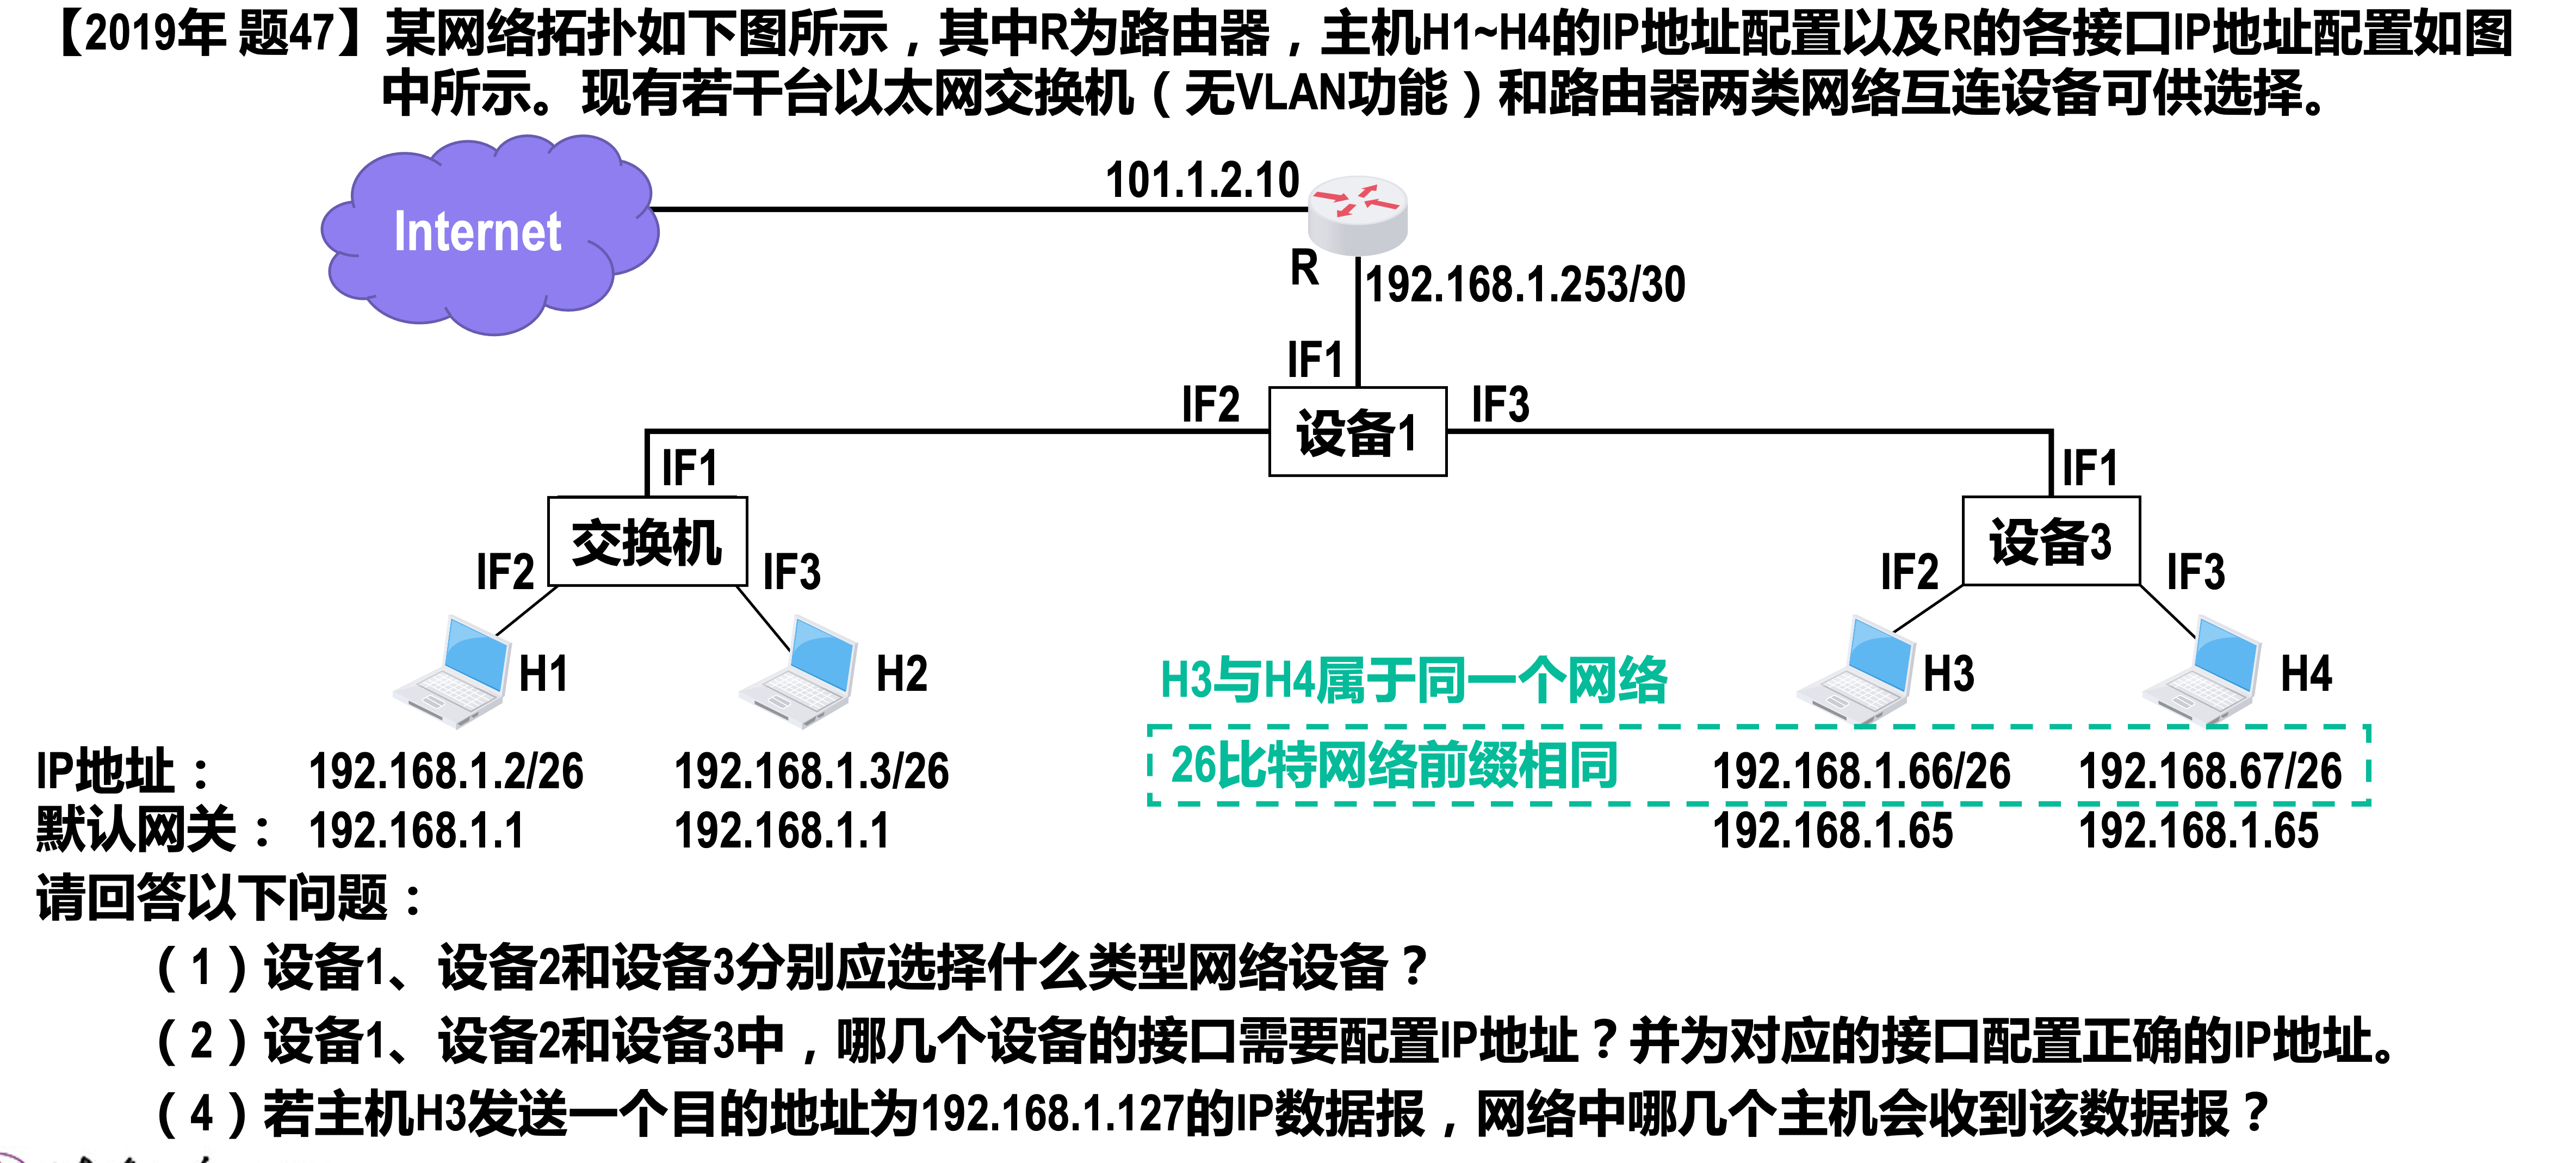 【2019年 题47】某网络拓扑如下图所示，其中R为路由器，主机H1~H4的IP地址配置以及R的各接口IP地址配置如图
中所示。现有若干台以太网交换机（无VLAN功能）和路由器两类网络互连设备可供选择。
101.1.2.10
Internet
R
192.168.1.253/30
IF1
IF2
设备1
IF3
IF1
IF1
交换机
设备3
IF2
IF3
IF2
IF3
H1
H2
H3与H4属于同一个网络
H3
H4
IP地址：
192.168.1.2/26
192.168.1.3/26
26比特网络前缀相同
192.168.1.66/26
192.168.67/26
默认网关：
192.168.1.1
192.168.1.1
192.168.1.65
192.168.1.65
请回答以下问题：
（1）设备1、设备2和设备3分别应选择什么类型网络设备？
（2）设备1、设备2和设备3中，哪几个设备的接口需要配置IP地址？并为对应的接口配置正确的IP地址。
（4）若主机H3发送一个目的地址为192.168.1.127的IP数据报，网络中哪几个主机会收到该数据报？